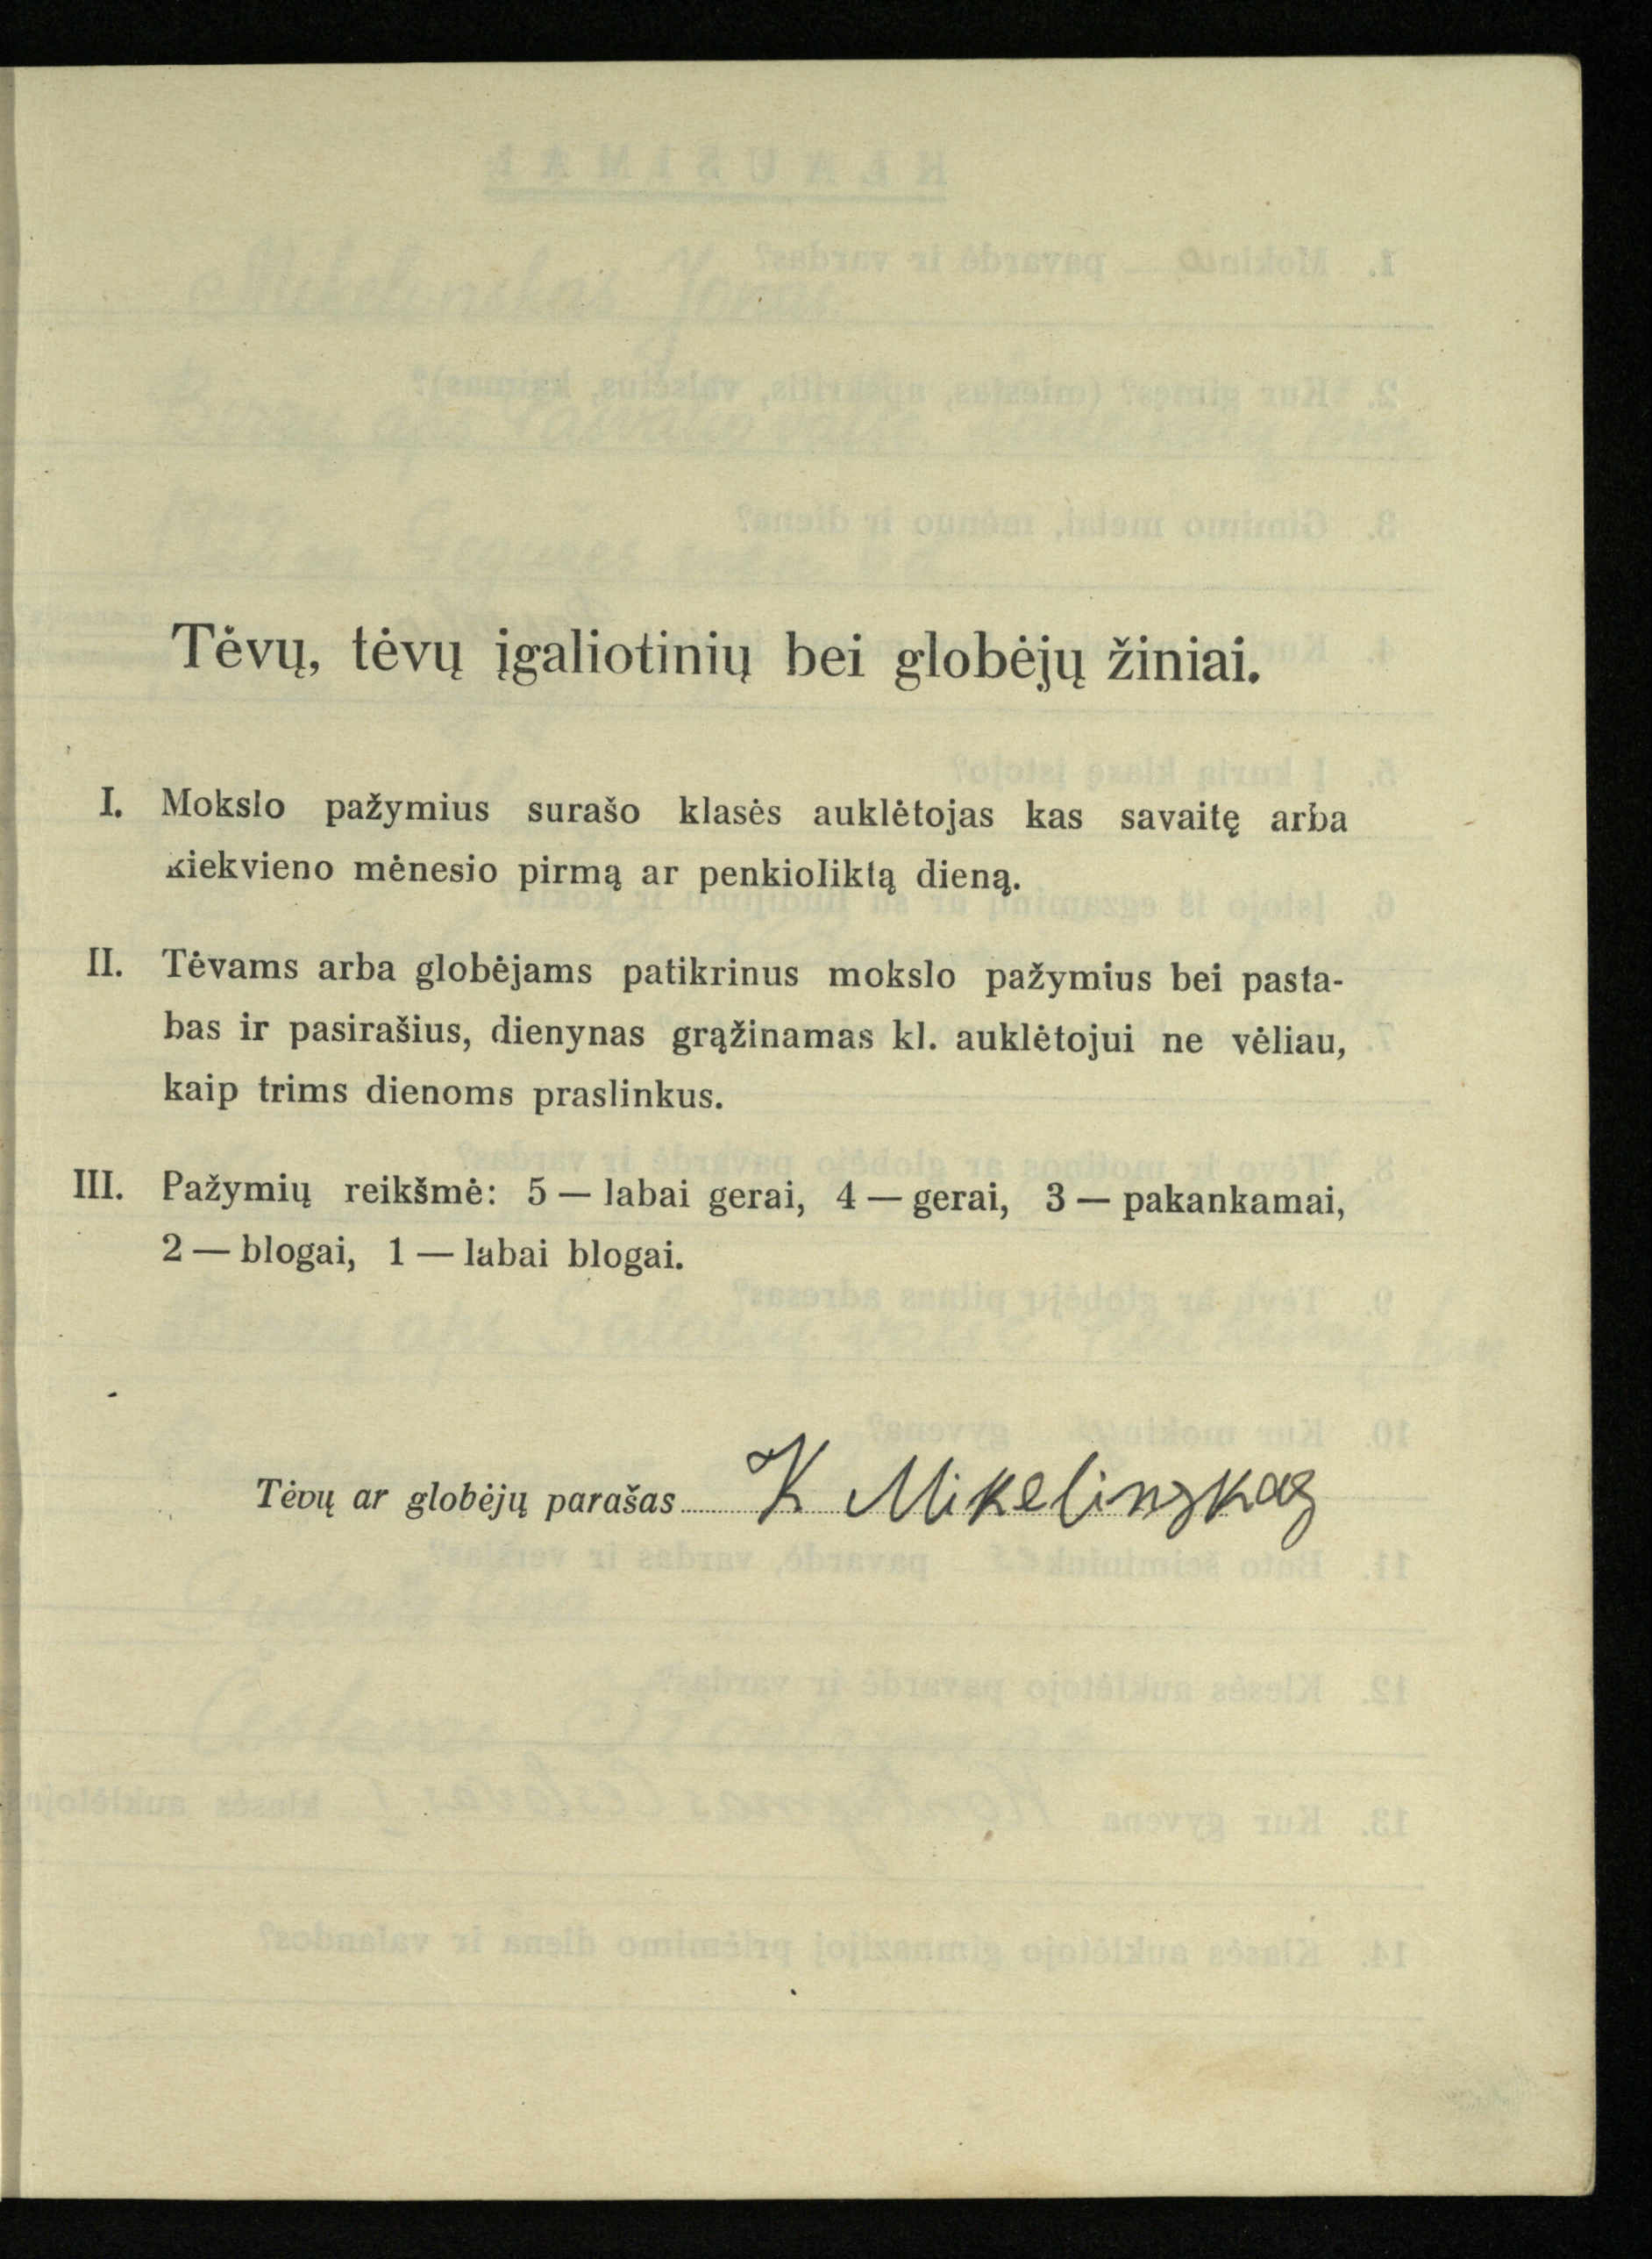 Tėvų, tėvų įgaliotinių bei globėjų žiniai.
I. Mokslo pažymius surašo klasės auklėtojas kas savaitę arba
kiekvieno mėnesio pirmą ar penkioliktą dieną.
II. Tėvams arba globėjams patikrinus mokslo pažymius bei pasta-
bas ir pasirašius, dienynas grąžinamas kl. auklėtojui ne vėliau,
kaip trims dienoms praslinkus.
III. Pažymių reikšmė: 5 — labai gerai, 4 — gerai, 3 — pakankamai,
2 — blogai, 1 — labai blogai.
Tėvų ar globėjų parašas K Mikelinskas